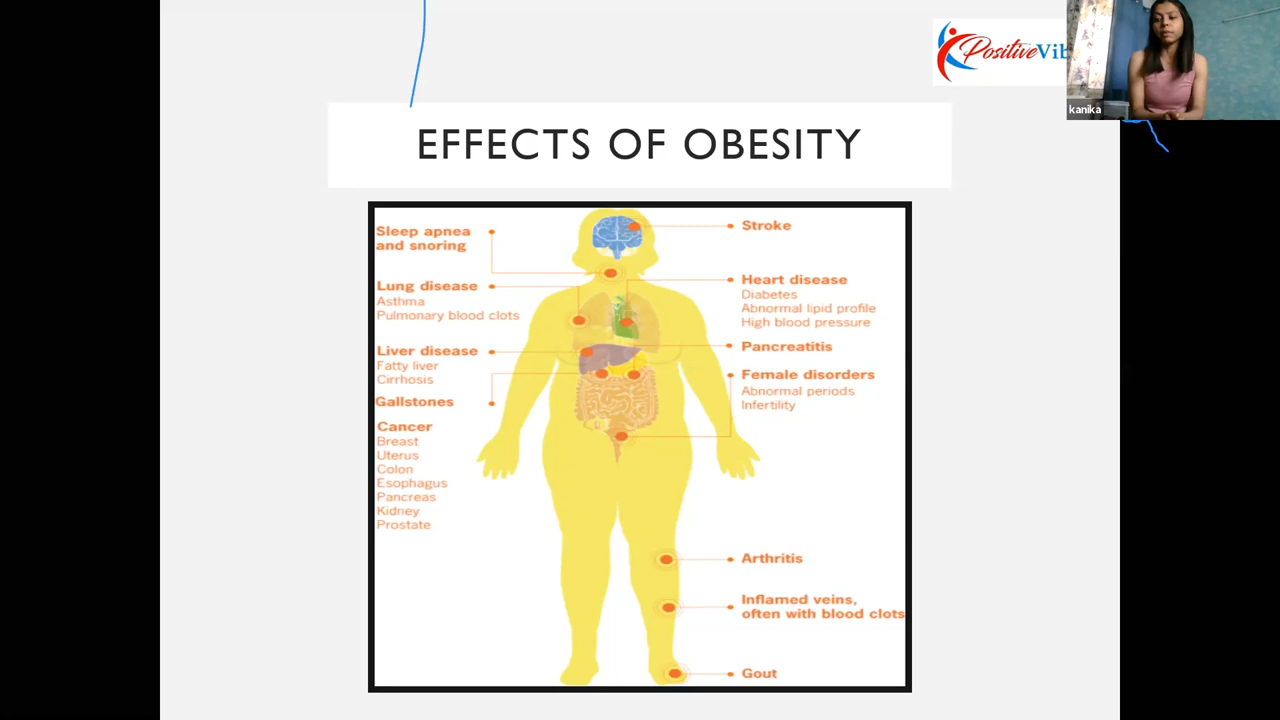 PositiveVib
kanika
EFFECTS OF OBESITY
Sleep apnea
and snoring
Lung disease
Asthma
Pulmonary blood clots
Liver disease
Fatty liver
Cirrhosis
Gallstones
Cancer
Breast
Uterus
Colon
Esophagus
Pancreas
Kidney
Prostate
Stroke
Heart disease
Diabetes
Abnormal lipid profile
High blood pressure
Pancreatitis
Female disorders
Abnormal periods
Infertility
Arthritis
Inflamed veins,
often with blood clots
Gout